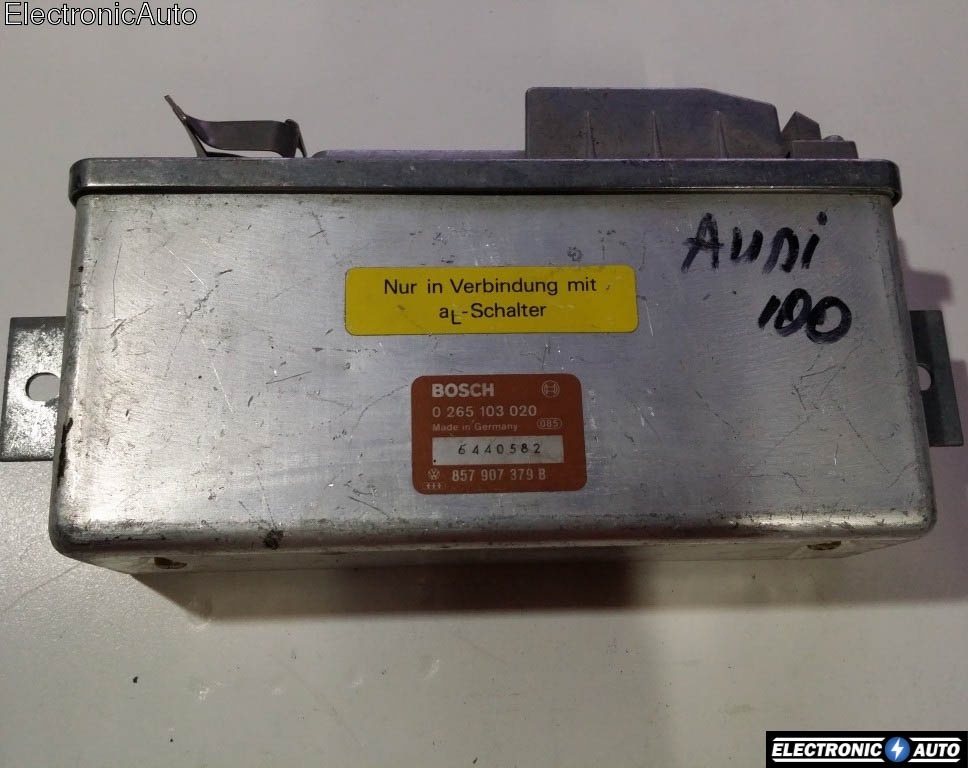 ElectronicAuto
AUDI
100
Nur in Verbindung mit
aL-Schalter
BOSCH
0 265 103 020
Made in Germany 085
6440582
857 907 379 B
ELECTRONIC AUTO